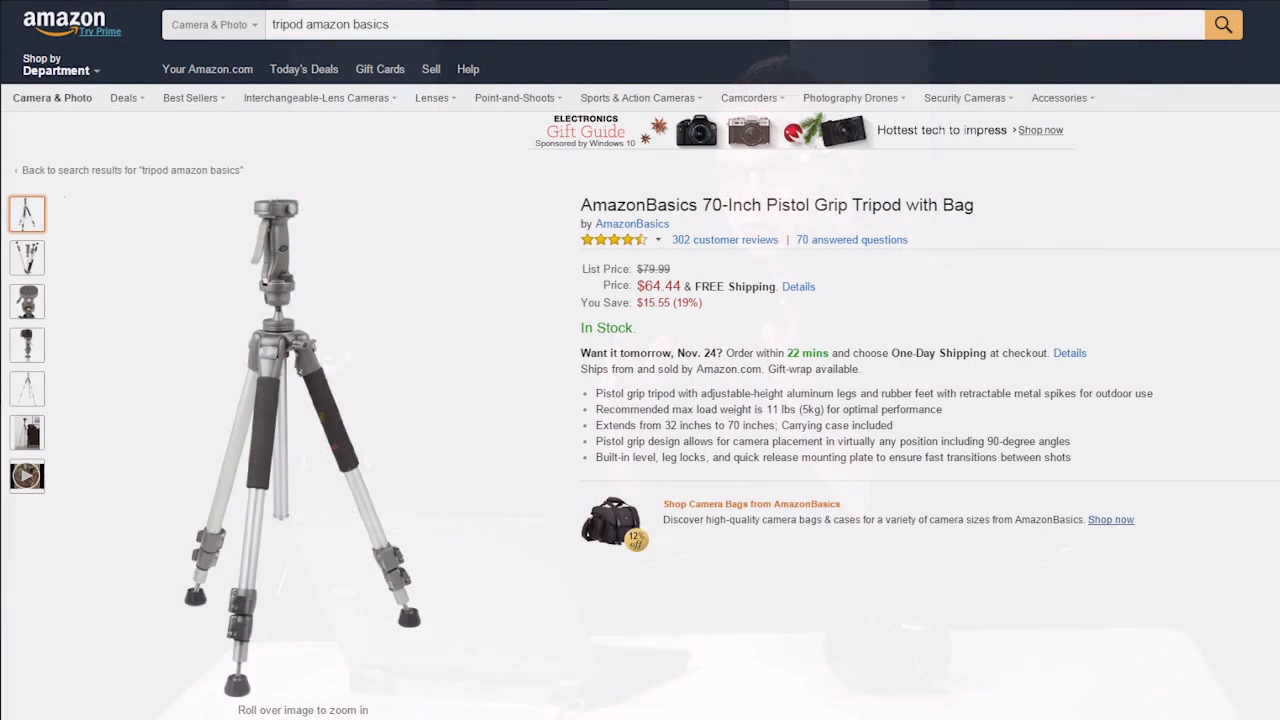 amazon
Try Prime
Camera & Photo
tripod amazon basics
Shop by
Department
Your Amazon.com
Today's Deals
Gift Cards
Sell
Help
Camera & Photo
Deals
Best Sellers
Interchangeable-Lens Cameras
Lenses
Point-and-Shoots
Sports & Action Cameras
Camcorders
Photography Drones
Security Cameras
Accessories
ELECTRONICS
Gift Guide
Sponsored by Windows 10
Hottest tech to impress › Shop now
‹ Back to search results for "tripod amazon basics"
AmazonBasics 70-Inch Pistol Grip Tripod with Bag
by AmazonBasics
302 customer reviews | 70 answered questions
List Price: $79.99
Price: $64.44 & FREE Shipping. Details
You Save: $15.55 (19%)
In Stock.
Want it tomorrow, Nov. 24? Order within 22 mins and choose One-Day Shipping at checkout. Details
Ships from and sold by Amazon.com. Gift-wrap available.
Pistol grip tripod with adjustable-height aluminum legs and rubber feet with retractable metal spikes for outdoor use
Recommended max load weight is 11 lbs (5kg) for optimal performance
Extends from 32 inches to 70 inches; Carrying case included
Pistol grip design allows for camera placement in virtually any position including 90-degree angles
Built-in level, leg locks, and quick release mounting plate to ensure fast transitions between shots
Shop Camera Bags from AmazonBasics
Discover high-quality camera bags & cases for a variety of camera sizes from AmazonBasics. Shop now
12%
off
Roll over image to zoom in